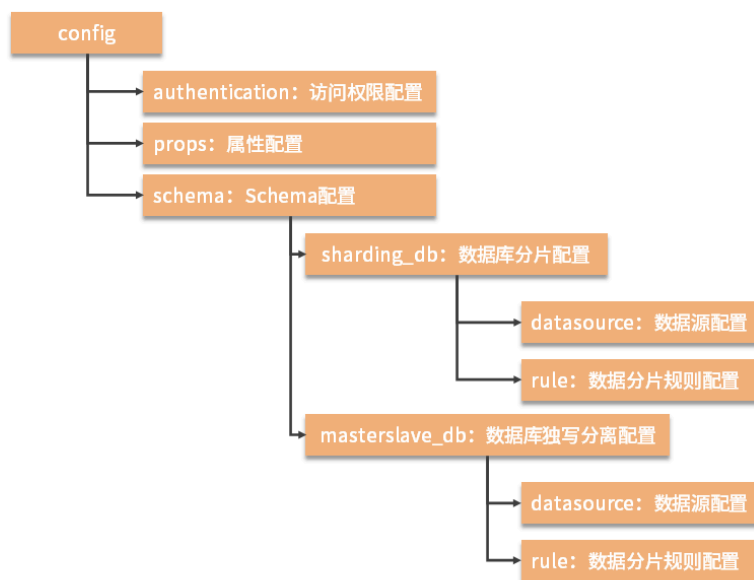 config
authentication：访问权限配置
props：属性配置
schema：Schema配置
sharding_db：数据库分片配置
datasource：数据源配置
rule：数据分片规则配置
masterslave_db：数据库独写分离配置
datasource：数据源配置
rule：数据分片规则配置